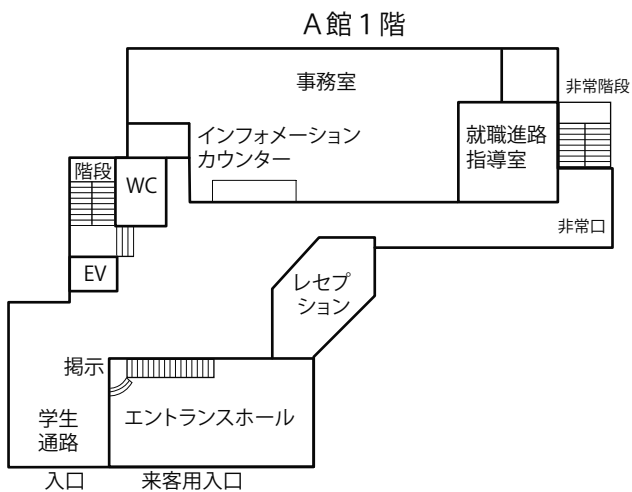 A館1階
事務室
非常階段
インフォメーション
カウンター
就職進路
指導室
階段
WC
非常口
EV
レセプ
ション
掲示
学生
通路
エントランスホール
入口
来客用入口